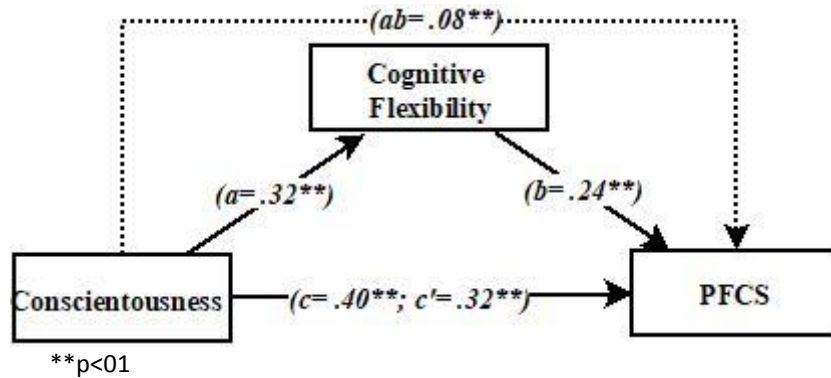 (ab= .08**)
Cognitive
Flexibility
(a= .32**)
(b= .24**)
Conscientousness
(c= .40**; c'= .32**)
PFCS
**p<01